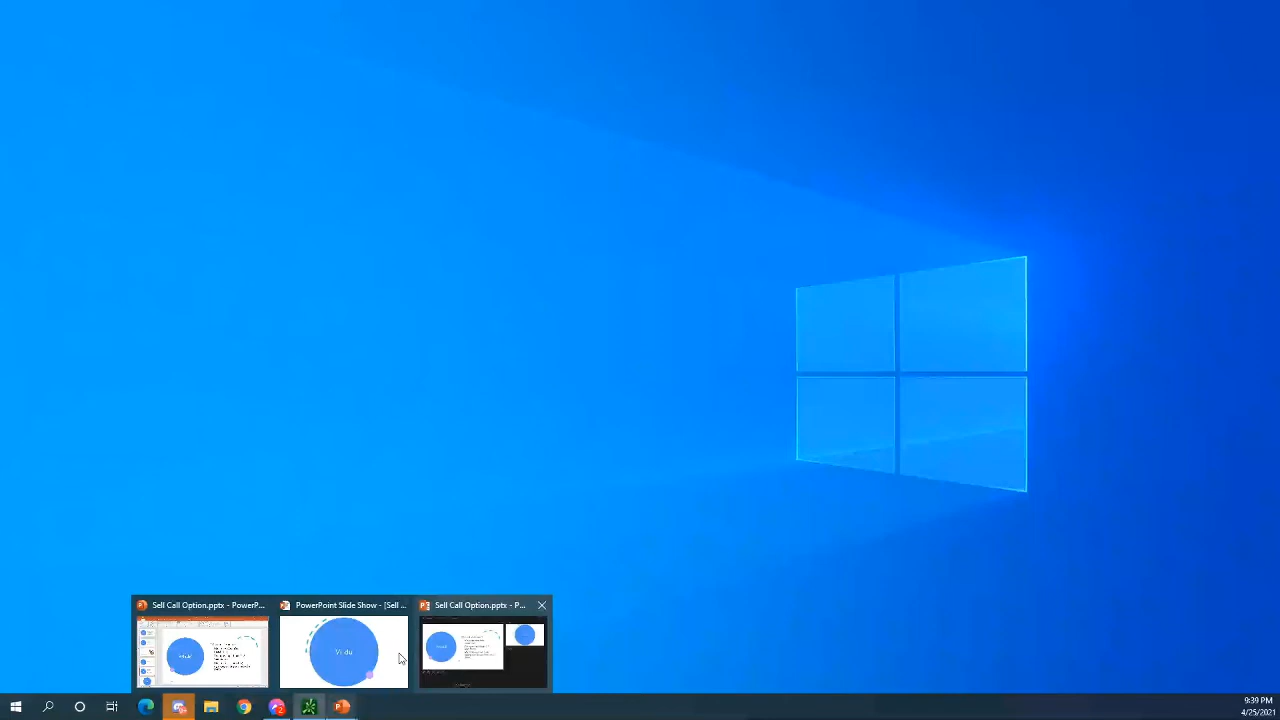 Sell Call Option.pptx - PowerP...
PowerPoint Slide Show - [Sell ...
Sell Call Option.pptx - P...
Ví dụ
2
9:39 PM
4/25/2021